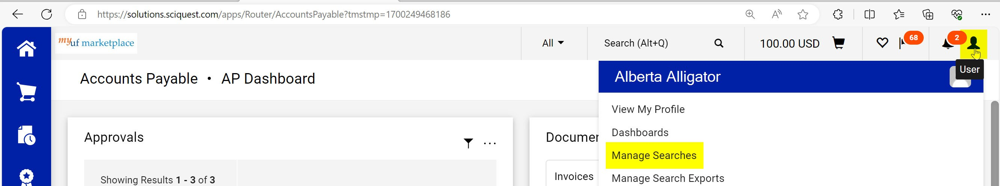 https://solutions.sciquest.com/apps/Router/AccountsPayable?tmstmp=1700249468186
myuf marketplace
All
Search (Alt+Q)
100.00 USD
68
2
User
Accounts Payable • AP Dashboard
Alberta Alligator
View My Profile
Dashboards
Manage Searches
Manage Search Exports
Approvals
...
Showing Results 1 - 3 of 3
Documen
Invoices